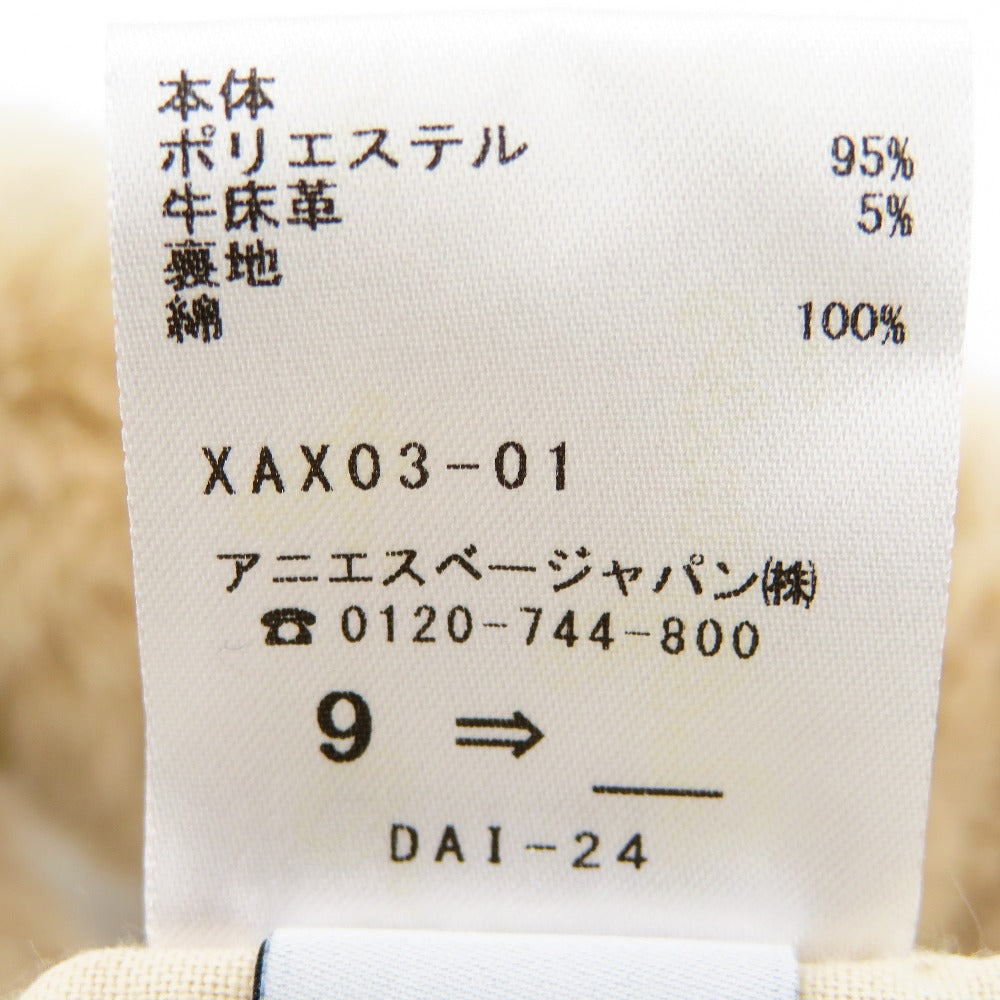 本体
ポリエステル 95%
牛床革 5%
裏地
綿 100%
XAX03-01
アニエスベージャパン㈱
☎0120-744-800
9 ⇒ ＿
DAI-24